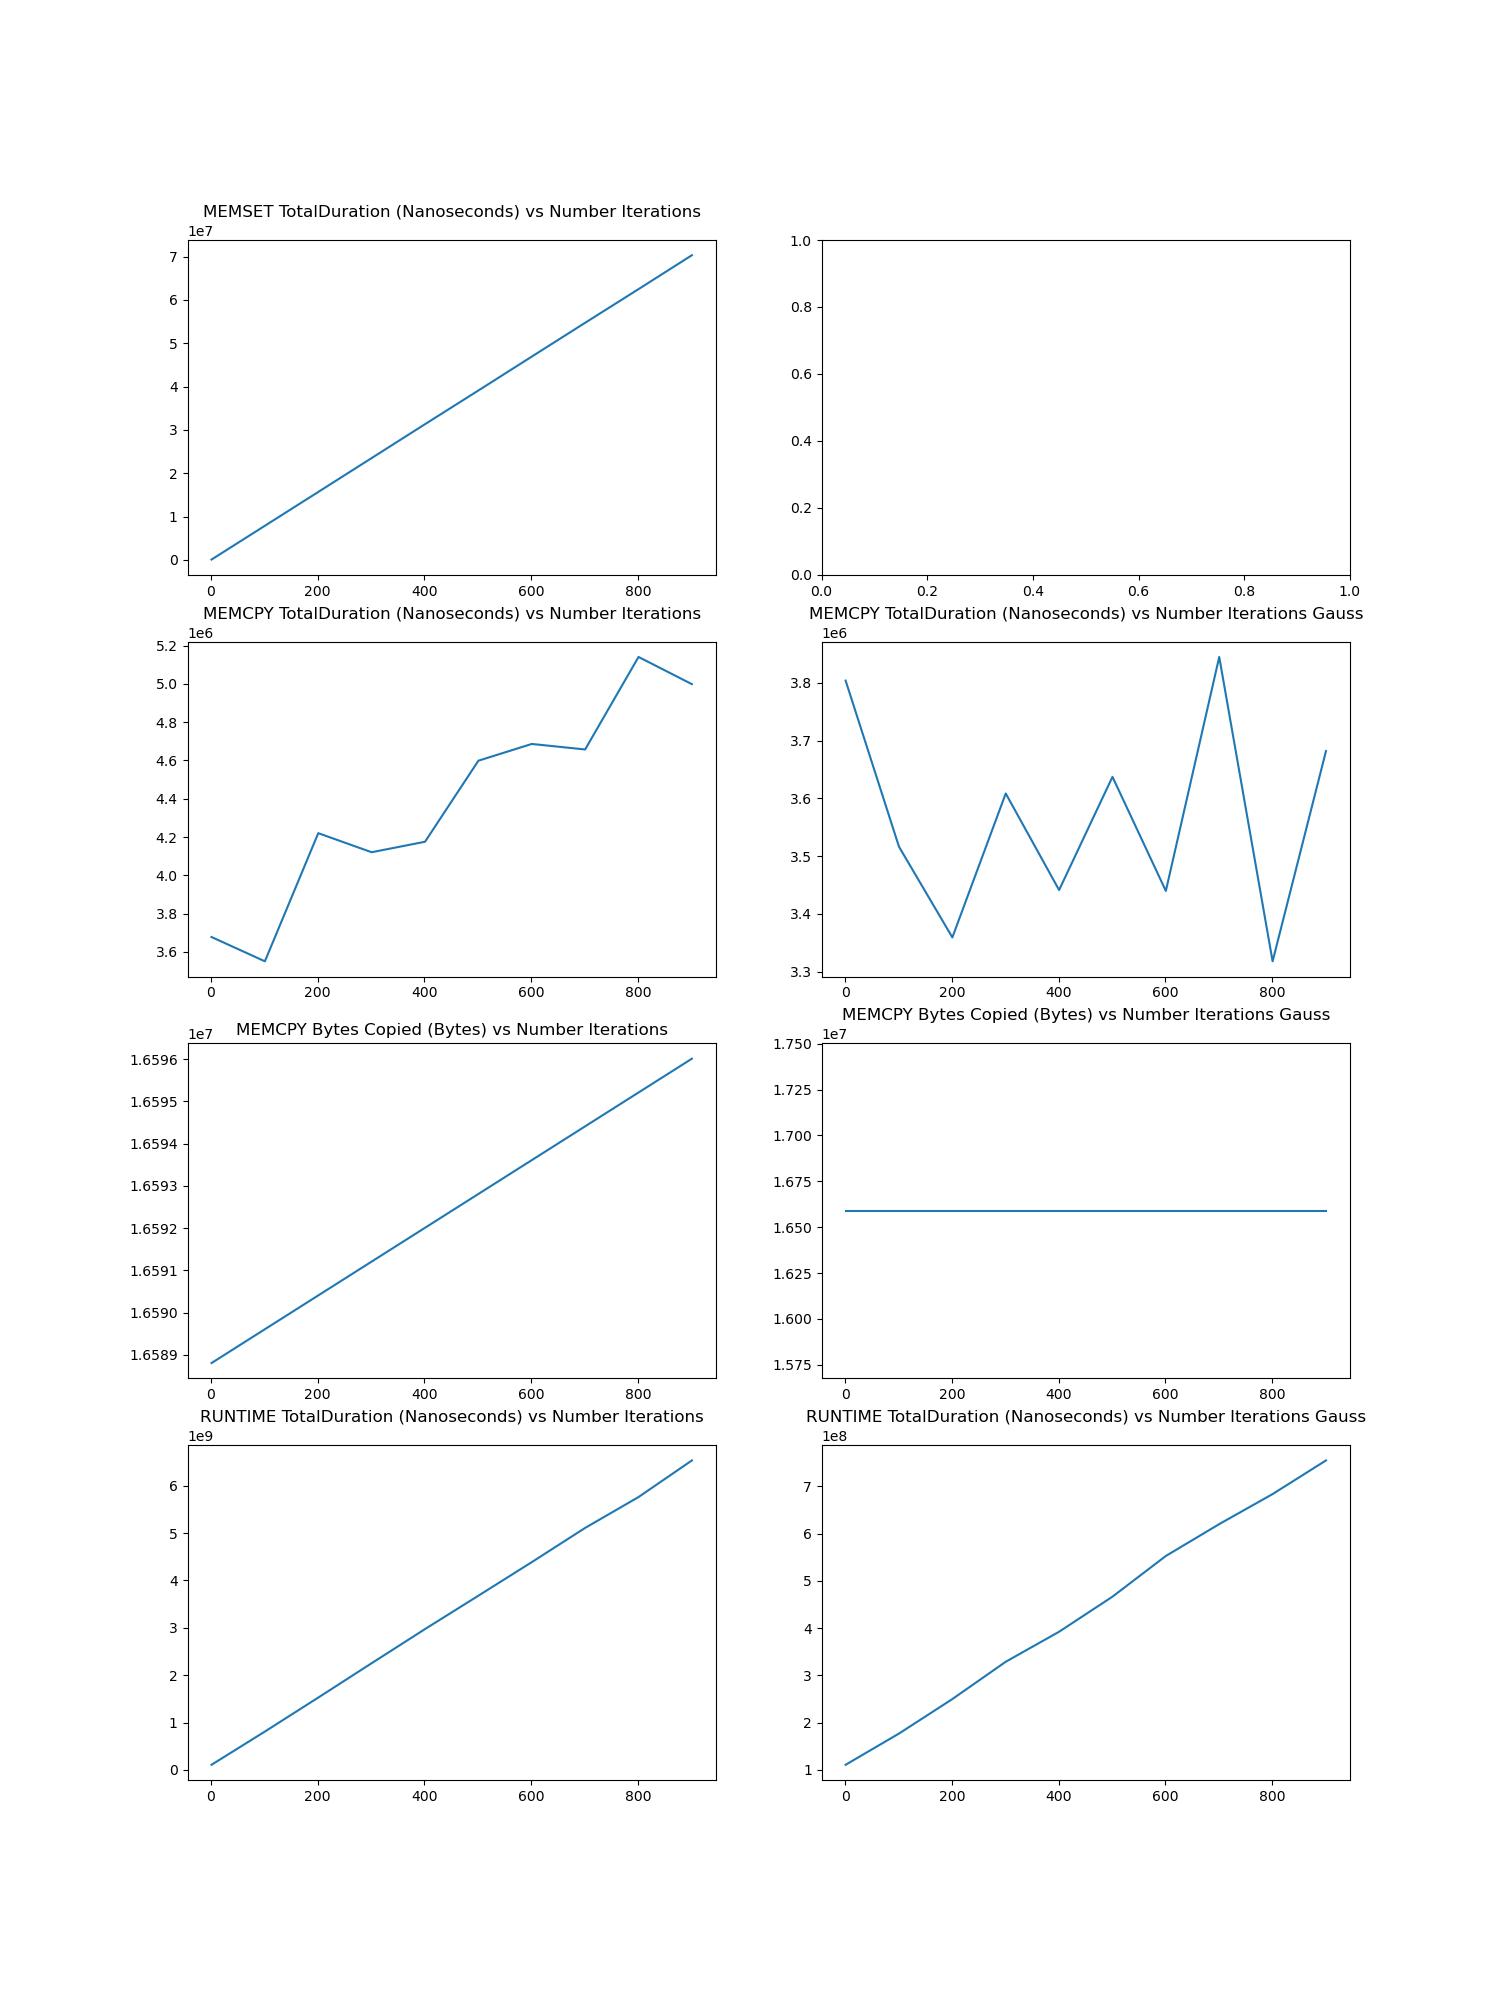 MEMSET TotalDuration (Nanoseconds) vs Number Iterations
1e7
7
6
5
4
3
2
1
0
0 200 400 600 800
1.0
0.8
0.6
0.4
0.2
0.0
0.0 0.2 0.4 0.6 0.8 1.0
MEMCPY TotalDuration (Nanoseconds) vs Number Iterations
1e6
5.2
5.0
4.8
4.6
4.4
4.2
4.0
3.8
3.6
0 200 400 600 800
MEMCPY TotalDuration (Nanoseconds) vs Number Iterations Gauss
1e6
3.8
3.7
3.6
3.5
3.4
3.3
0 200 400 600 800
MEMCPY Bytes Copied (Bytes) vs Number Iterations
1e7
1.6596
1.6595
1.6594
1.6593
1.6592
1.6591
1.6590
1.6589
0 200 400 600 800
MEMCPY Bytes Copied (Bytes) vs Number Iterations Gauss
1e7
1.750
1.725
1.700
1.675
1.650
1.625
1.600
1.575
0 200 400 600 800
RUNTIME TotalDuration (Nanoseconds) vs Number Iterations
1e9
6
5
4
3
2
1
0
0 200 400 600 800
RUNTIME TotalDuration (Nanoseconds) vs Number Iterations Gauss
1e8
7
6
5
4
3
2
1
0 200 400 600 800